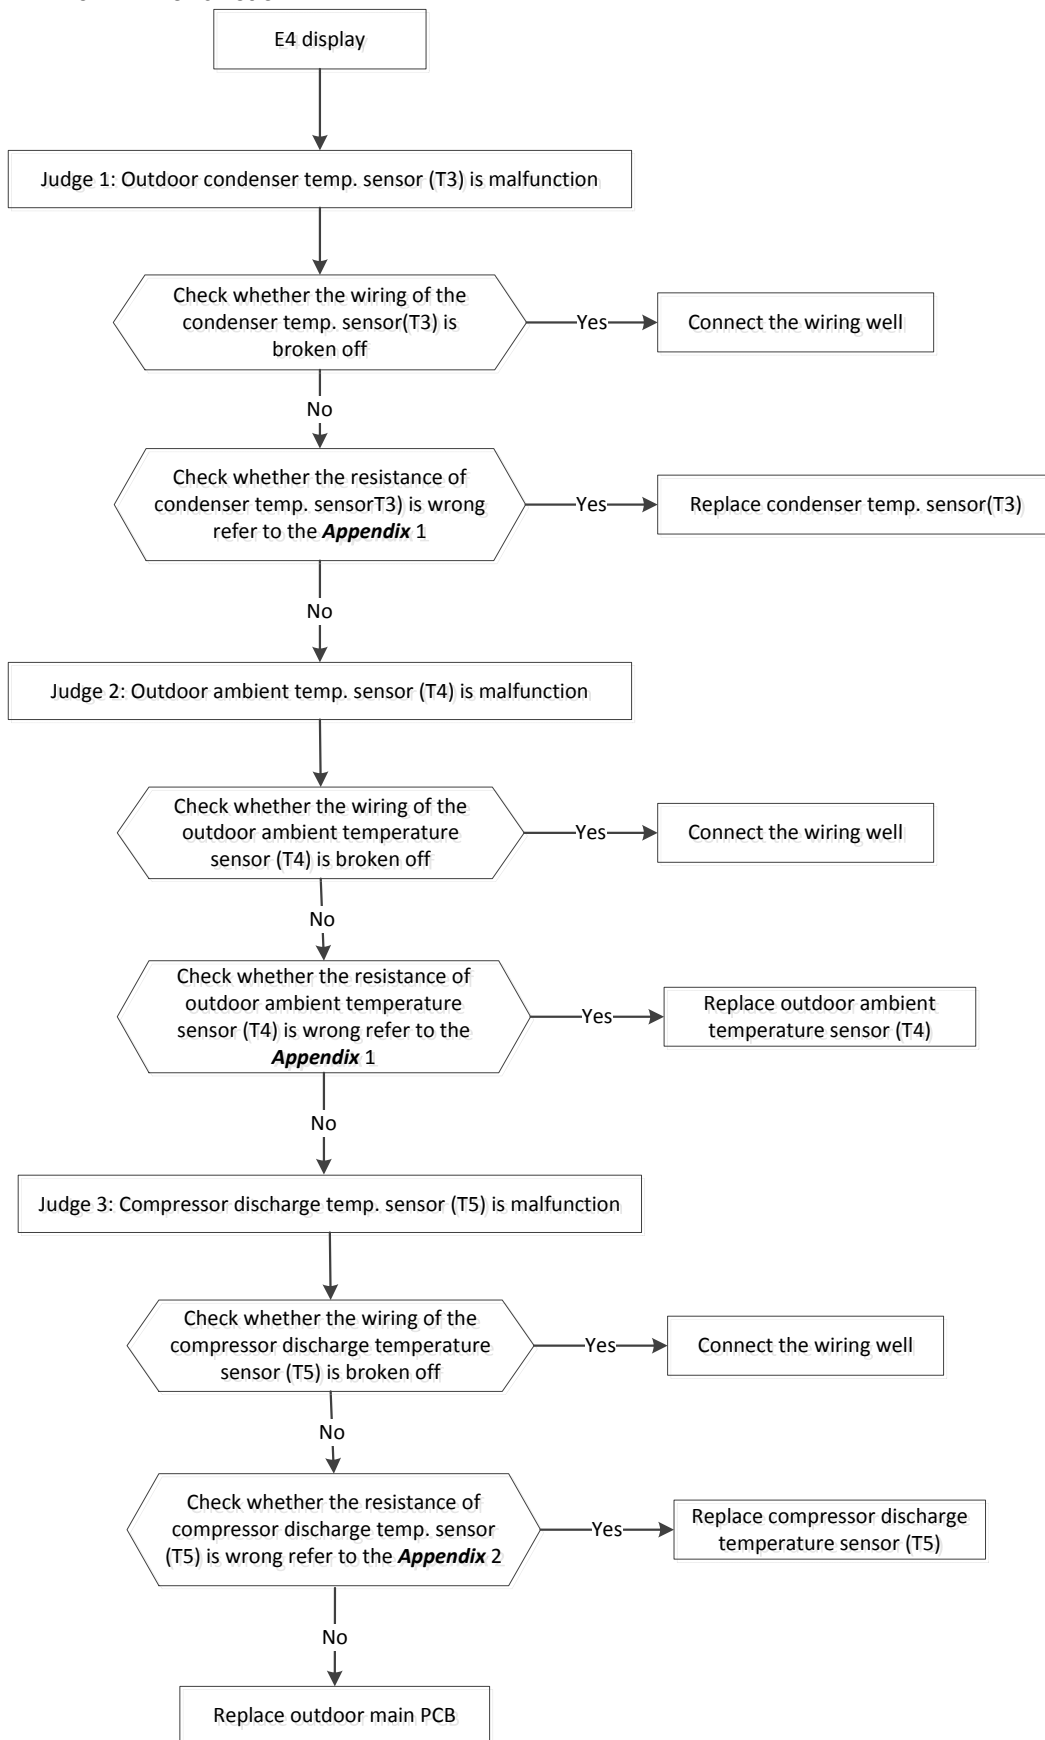 E4 display
Judge 1: Outdoor condenser temp. sensor (T3) is malfunction
Check whether the wiring of the
condenser temp. sensor(T3) is
broken off
Yes
Connect the wiring well
No
Check whether the resistance of
condenser temp. sensorT3) is wrong
refer to the Appendix 1
Yes
Replace condenser temp. sensor(T3)
No
Judge 2: Outdoor ambient temp. sensor (T4) is malfunction
Check whether the wiring of the
outdoor ambient temperature
sensor (T4) is broken off
Yes
Connect the wiring well
No
Check whether the resistance of
outdoor ambient temperature
sensor (T4) is wrong refer to the
Appendix 1
Yes
Replace outdoor ambient
temperature sensor (T4)
No
Judge 3: Compressor discharge temp. sensor (T5) is malfunction
Check whether the wiring of the
compressor discharge temperature
sensor (T5) is broken off
Yes
Connect the wiring well
No
Check whether the resistance of
compressor discharge temp. sensor
(T5) is wrong refer to the Appendix 2
Yes
Replace compressor discharge
temperature sensor (T5)
No
Replace outdoor main PCB